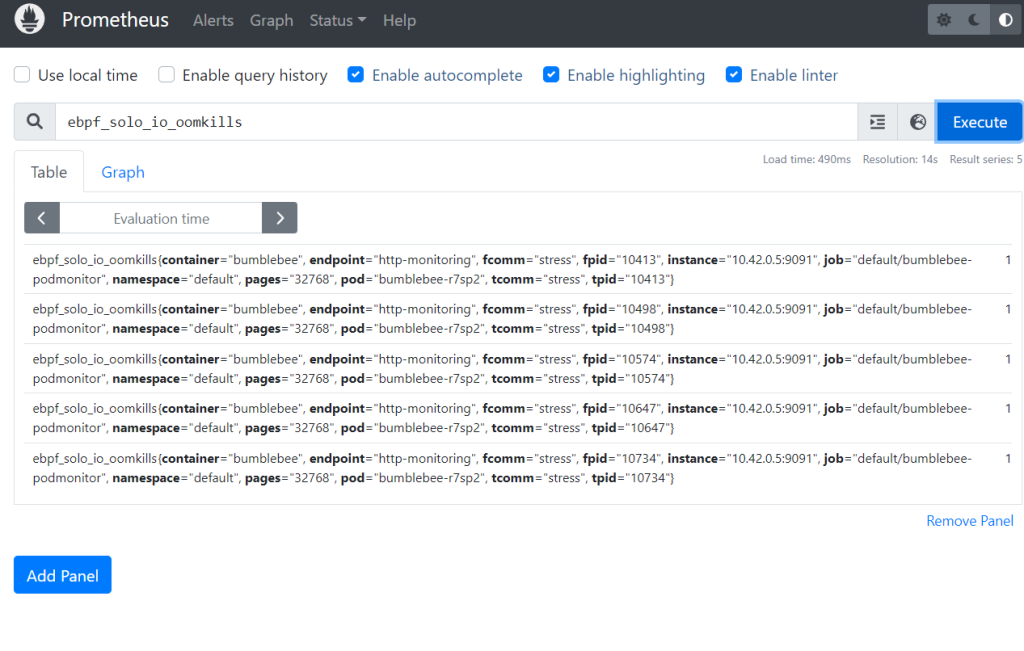 Prometheus Alerts Graph Status Help
Use local time Enable query history Enable autocomplete Enable highlighting Enable linter
ebpf_solo_io_oomkills Execute
Load time: 490ms Resolution: 14s Result series: 5
Table Graph
Evaluation time
ebpf_solo_io_oomkills{container="bumblebee", endpoint="http-monitoring", fcomm="stress", fpid="10413", instance="10.42.0.5:9091", job="default/bumblebee- 1
podmonitor", namespace="default", pages="32768", pod="bumblebee-r7sp2", tcomm="stress", tpid="10413"}
ebpf_solo_io_oomkills{container="bumblebee", endpoint="http-monitoring", fcomm="stress", fpid="10498", instance="10.42.0.5:9091", job="default/bumblebee- 1
podmonitor", namespace="default", pages="32768", pod="bumblebee-r7sp2", tcomm="stress", tpid="10498"}
ebpf_solo_io_oomkills{container="bumblebee", endpoint="http-monitoring", fcomm="stress", fpid="10574", instance="10.42.0.5:9091", job="default/bumblebee- 1
podmonitor", namespace="default", pages="32768", pod="bumblebee-r7sp2", tcomm="stress", tpid="10574"}
ebpf_solo_io_oomkills{container="bumblebee", endpoint="http-monitoring", fcomm="stress", fpid="10647", instance="10.42.0.5:9091", job="default/bumblebee- 1
podmonitor", namespace="default", pages="32768", pod="bumblebee-r7sp2", tcomm="stress", tpid="10647"}
ebpf_solo_io_oomkills{container="bumblebee", endpoint="http-monitoring", fcomm="stress", fpid="10734", instance="10.42.0.5:9091", job="default/bumblebee- 1
podmonitor", namespace="default", pages="32768", pod="bumblebee-r7sp2", tcomm="stress", tpid="10734"}
Remove Panel
Add Panel